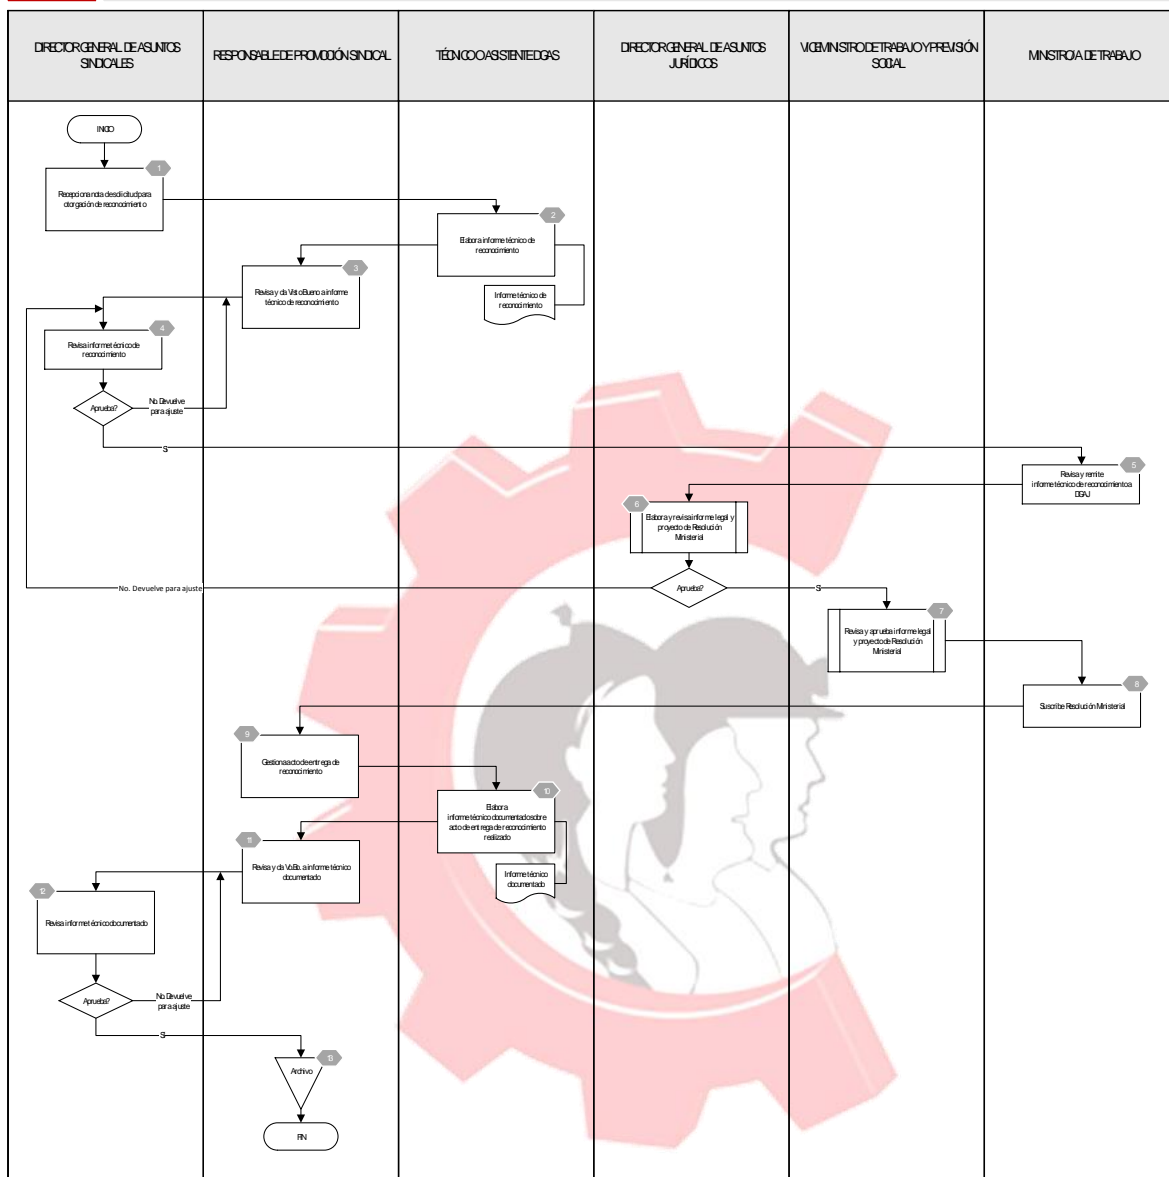 DIRECTOR GENERAL DE ASUNTOS
SINDICALES
RESPONSABLE DE PROMOCIÓN SINDICAL
TÉCNICO O ASISTENTE DGAS
DIRECTOR GENERAL DE ASUNTOS
JURÍDICOS
VICEMINISTRO DE TRABAJO Y PREVISIÓN
SOCIAL
MINISTRO/A DE TRABAJO
INICIO
1
Recepciona nota de solicitud para
otorgación de reconocimiento
2
Elabora informe técnico de
reconocimiento
Informe técnico de
reconocimiento
3
Revisa y da Visto Bueno a informe
técnico de reconocimiento
4
Revisa informe técnico de
reconocimiento
Aprueba?
No. Devuelve
para ajuste
Si
5
Revisa y remite
informe técnico de reconocimiento a
DGAJ
6
Elabora y revisa informe legal y
proyecto de Resolución
Ministerial
Aprueba?
No. Devuelve para ajuste
Si
7
Revisa y aprueba informe legal
y proyecto de Resolución
Ministerial
8
Suscribe Resolución Ministerial
9
Gestiona acto de entrega de
reconocimiento
10
Elabora
informe técnico documentado sobre
acto de entrega de reconocimiento
realizado
Informe técnico
documentado
11
Revisa y da Vo.Bo. a informe técnico
documentado
12
Revisa informe técnico documentado
Aprueba?
No. Devuelve
para ajuste
Si
13
Archivo
FIN